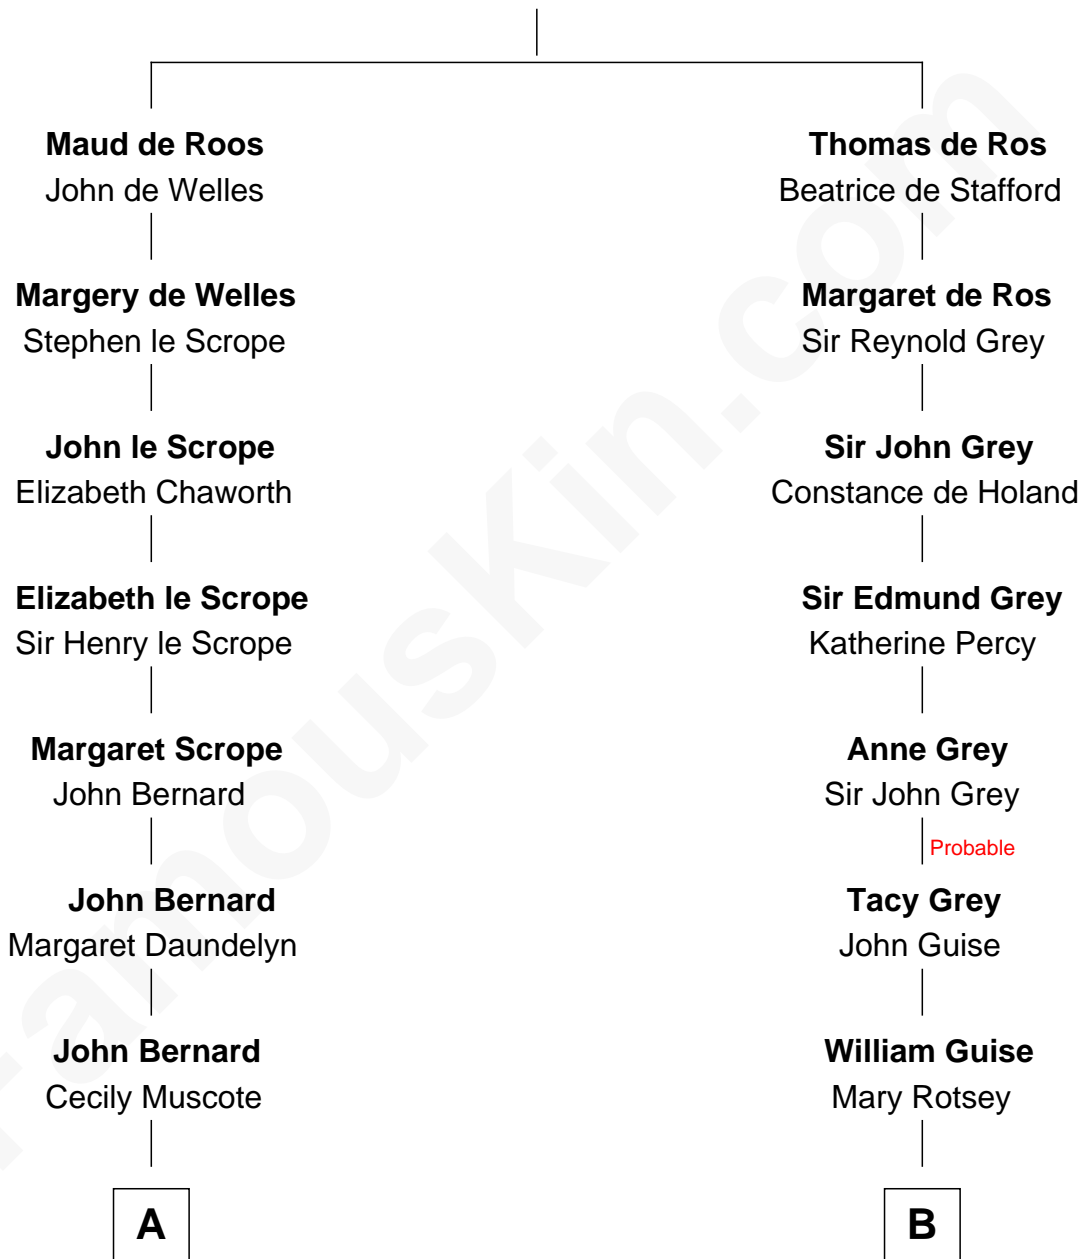 Maud de Roos
John de Welles
Thomas de Ros
Beatrice de Stafford
Margery de Welles
Stephen le Scrope
Margaret de Ros
Sir Reynold Grey
John le Scrope
Elizabeth Chaworth
Sir John Grey
Constance de Holand
Elizabeth le Scrope
Sir Henry le Scrope
Sir Edmund Grey
Katherine Percy
Margaret Scrope
John Bernard
Anne Grey
Sir John Grey
Probable
John Bernard
Margaret Daundelyn
Tacy Grey
John Guise
John Bernard
Cecily Muscote
William Guise
Mary Rotsey
A
B
FamousKin.com